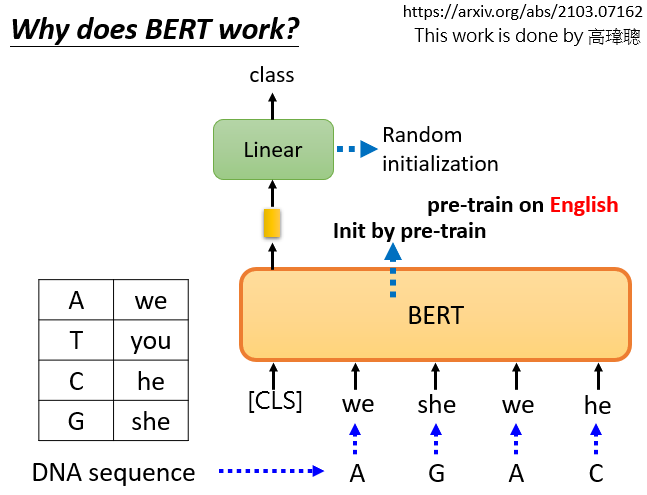 Why does BERT work?
https://arxiv.org/abs/2103.07162
This work is done by 高瑋聰
class
Linear
Random
initialization
pre-train on English
Init by pre-train
BERT
A we
T you
C he
G she
[CLS] we she we he
DNA sequence A G A C